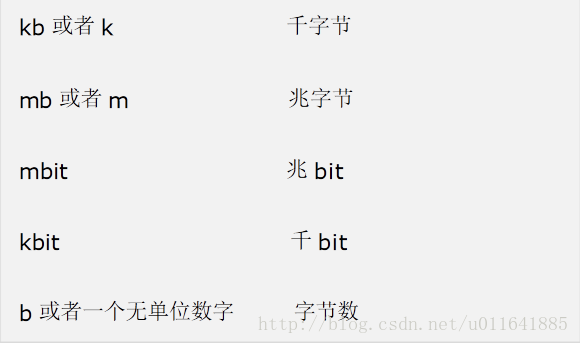 kb 或者 k 千字节
mb 或者 m 兆字节
mbit 兆 bit
kbit 千 bit
b 或者一个无单位数字 字节数
http://blog.csdn.net/u011641885